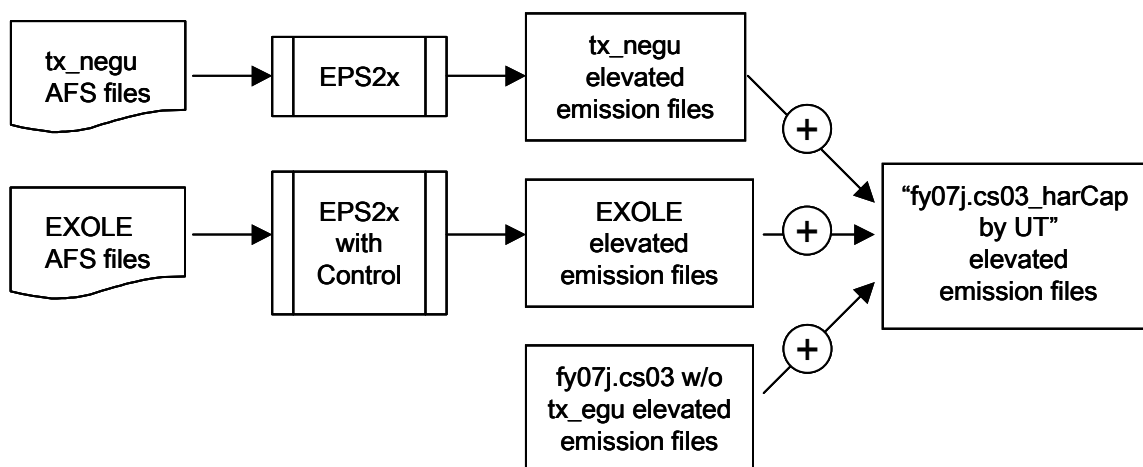 tx_negu
AFS files
EPS2x
tx_negu
elevated
emission files
+
EXOLE
AFS files
EPS2x
with
Control
EXOLE
elevated
emission files
+
“fy07j.cs03_harCap
by UT”
elevated
emission files
fy07j.cs03 w/o
tx_egu elevated
emission files
+